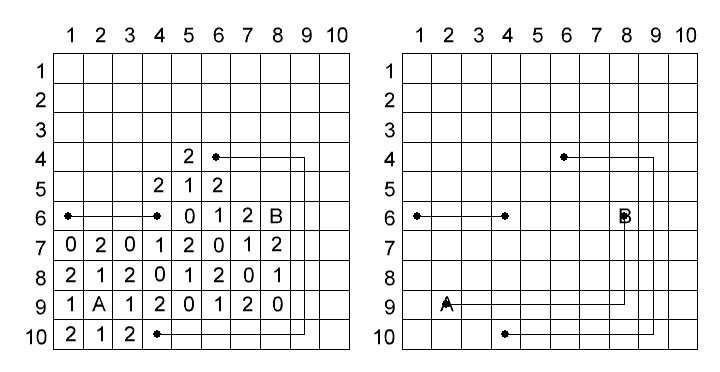 1 2 3 4 5 6 7 8 9 10 1 2 3 4 5 6 7 8 9 10
1 1
2 2
3 3
4 2 4
5 2 1 2 5
6 0 1 2 B 6 B
7 0 2 0 1 2 0 1 2 7
8 2 1 2 0 1 2 0 1 8
9 1 A 1 2 0 1 2 0 9 A
10 2 1 2 10